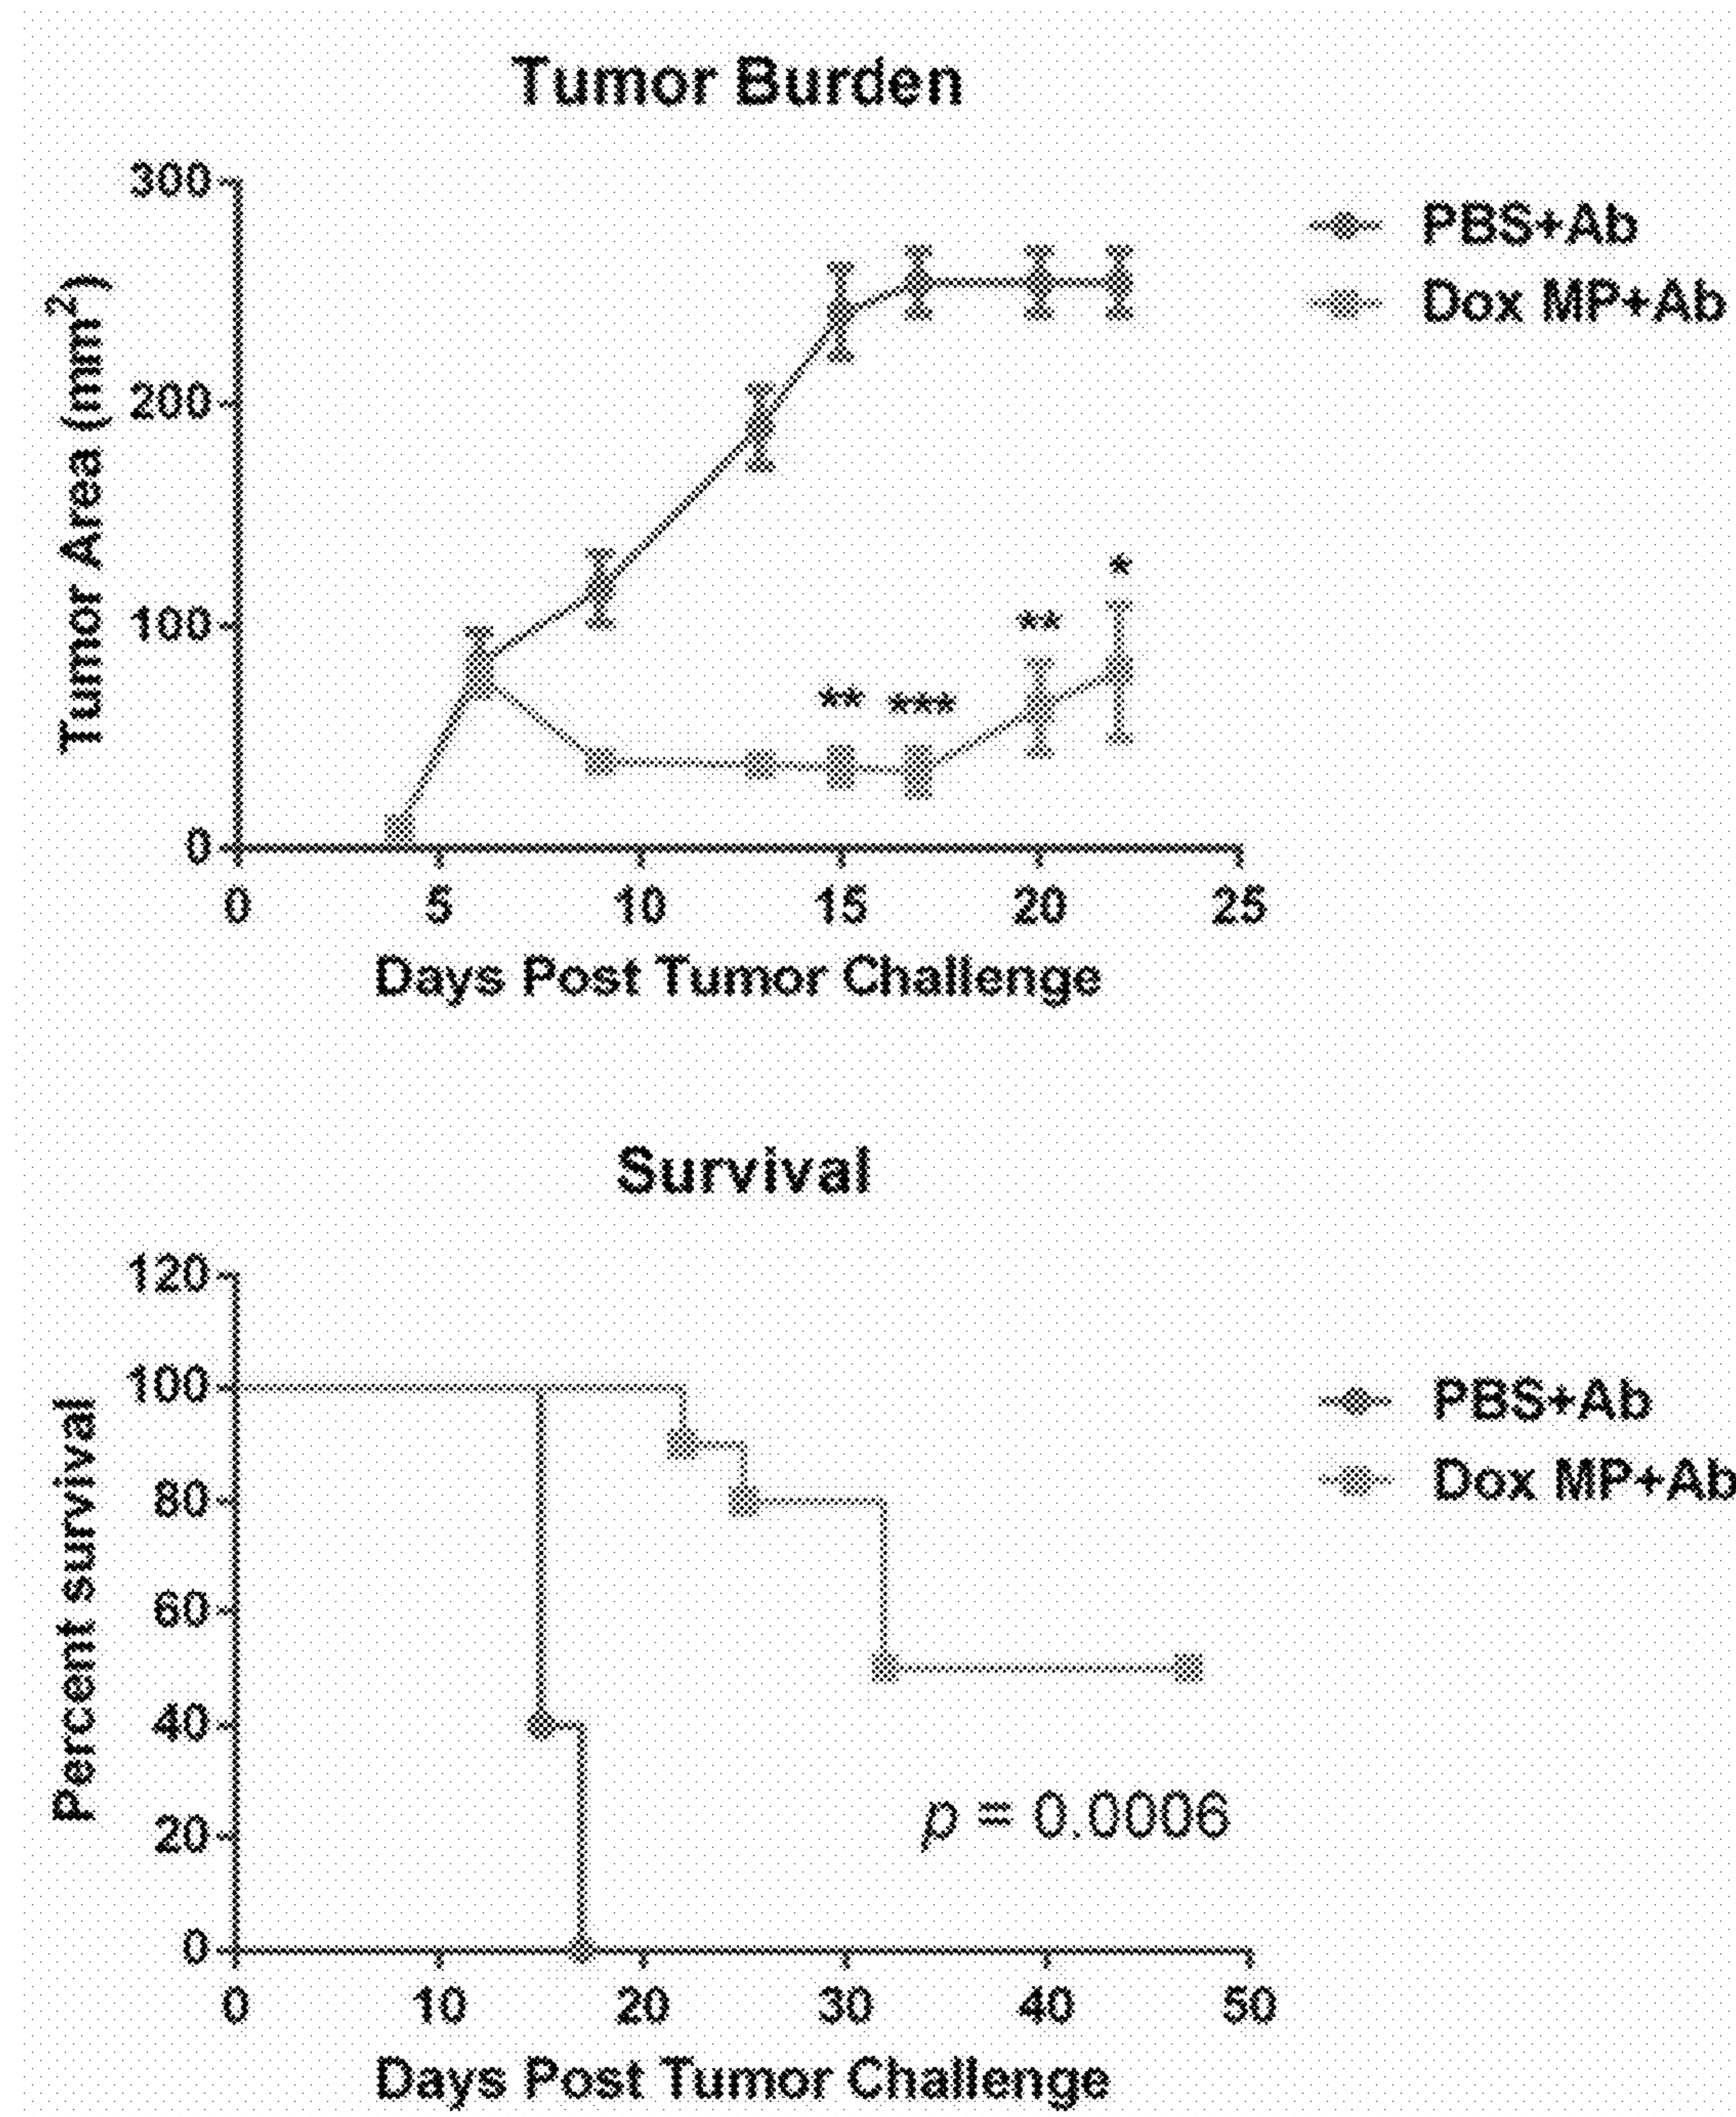 Tumor Burden
300
200
100
0
Tumor Area (mm²)
0 5 10 15 20 25
Days Post Tumor Challenge
PBS+Ab
Dox MP+Ab
** *** ** *
Survival
120
100
80
60
40
20
0
Percent survival
0 10 20 30 40 50
Days Post Tumor Challenge
PBS+Ab
Dox MP+Ab
p = 0.0006